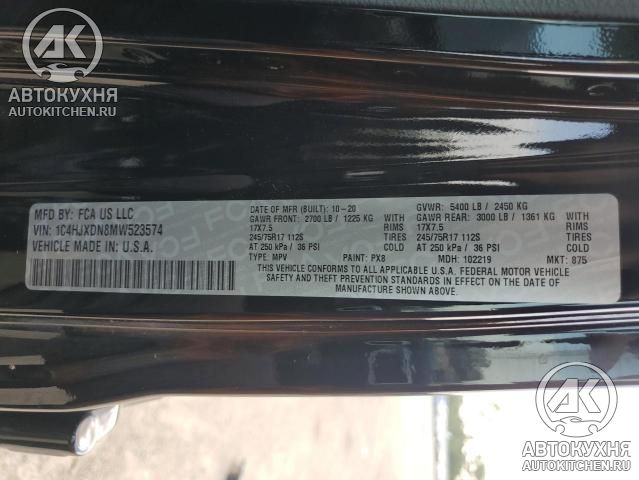 АК
АВТОКУХНЯ
AUTOKITCHEN.RU
MFD BY: FCA US LLC
VIN: 1C4HJXDN8MW523574
VEHICLE MADE IN U.S.A.
DATE OF MFR (BUILT): 10-20
GAWR FRONT: 2700 LB / 1225 KG
17X7.5 RIMS
245/75R17 112S TIRES
AT 250 kPa / 36 PSI COLD
TYPE: MPV PAINT: PX8
GVWR: 5400 LB / 2450 KG
GAWR REAR: 3000 LB / 1361 KG
17X7.5 RIMS
245/75R17 112S TIRES
AT 250 kPa / 36 PSI COLD
MDH: 102219 MKT: 875
THIS VEHICLE CONFORMS TO ALL APPLICABLE U.S.A. FEDERAL MOTOR VEHICLE
SAFETY AND THEFT PREVENTION STANDARDS IN EFFECT ON THE DATE OF
MANUFACTURE SHOWN ABOVE.
АК
АВТОКУХНЯ
AUTOKITCHEN.RU